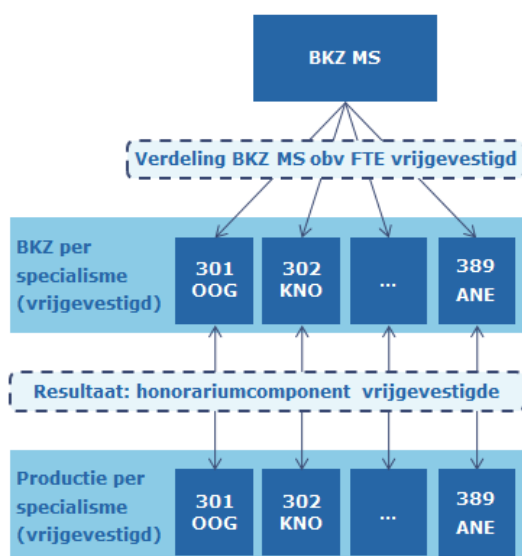 BKZ MS
Verdeling BKZ MS obv FTE vrijgevestigd
BKZ per
specialisme
(vrijgevestigd)
301
OOG
302
KNO
...
389
ANE
Resultaat: honorariumcomponent vrijgevestigde
Productie per
specialisme
(vrijgevestigd)
301
OOG
302
KNO
...
389
ANE